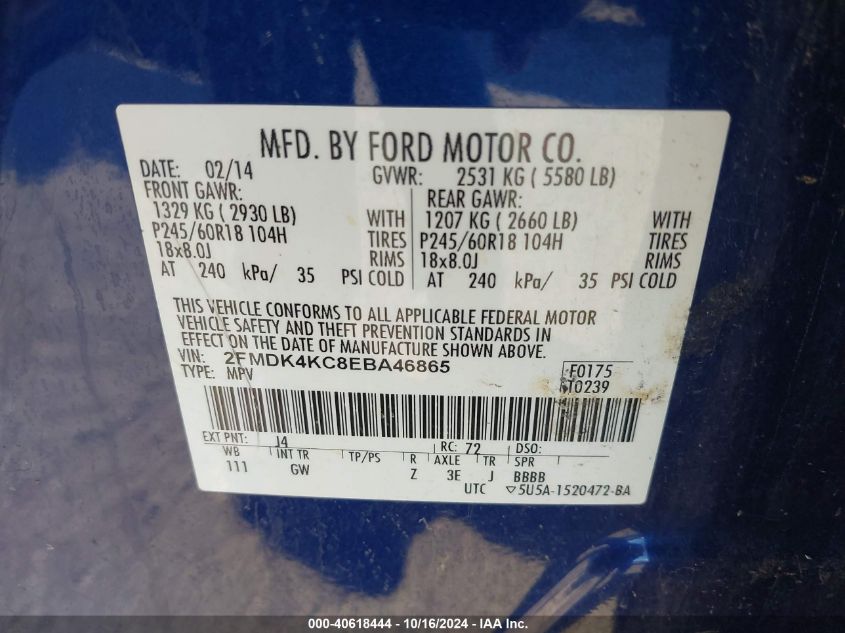 MFD. BY FORD MOTOR CO.
DATE: 02/14 GVWR: 2531 KG ( 5580 LB)
FRONT GAWR: REAR GAWR:
1329 KG ( 2930 LB) WITH 1207 KG ( 2660 LB) WITH
P245/60R18 104H TIRES P245/60R18 104H TIRES
18x8.0J RIMS 18x8.0J RIMS
AT 240 kPa/ 35 PSI COLD AT 240 kPa/ 35 PSI COLD
THIS VEHICLE CONFORMS TO ALL APPLICABLE FEDERAL MOTOR
VEHICLE SAFETY AND THEFT PREVENTION STANDARDS IN
EFFECT ON THE DATE OF MANUFACTURE SHOWN ABOVE.
VIN: 2FMDK4KC8EBA46865 F0175
TYPE: MPV T0239
EXT PNT: J4 RC: 72 DSO:
WB INT TR TP/PS R AXLE TR SPR
111 GW Z 3E J BBBB
UTC ▽5U5A-1520472-BA
000-40618444 - 10/16/2024 - IAA Inc.